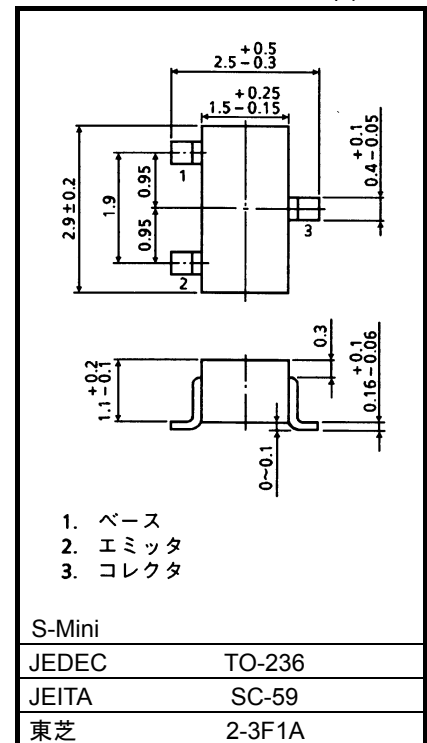 +0.5
2.5-0.3
+0.25
1.5-0.15
2.9±0.2
1.9
0.95
0.95
1
2
3
+0.1
0.4-0.05
+0.2
1.1-0.1
0.3
+0.1
0.16-0.06
0~0.1
1. ベース
2. エミッタ
3. コレクタ
S-Mini
JEDEC TO-236
JEITA SC-59
東芝 2-3F1A